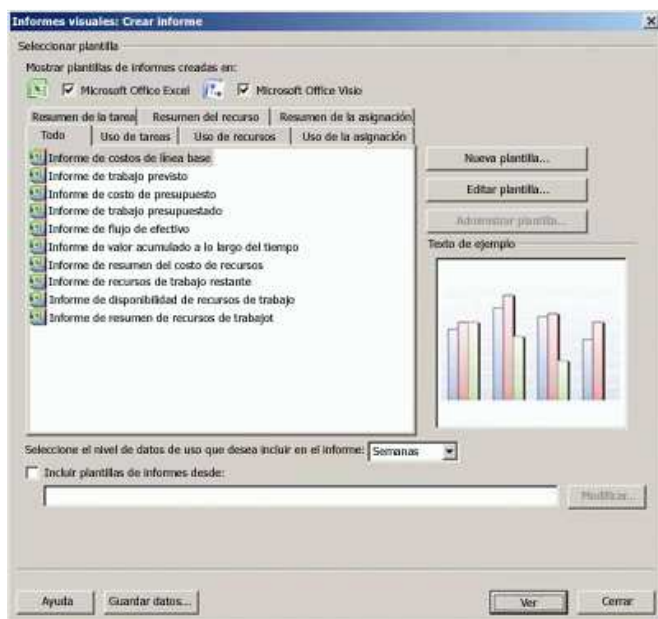 Informes visuales: Crear informe
Seleccionar plantilla
Mostrar plantillas de informes creadas en:
Microsoft Office Excel Microsoft Office Visio
Resumen de la tarea Resumen del recurso Resumen de la asignación
Todo Uso de tareas Uso de recursos Uso de la asignación
Informe de costos de línea base
Informe de trabajo previsto
Informe de costo de presupuesto
Informe de trabajo presupuestado
Informe de flujo de efectivo
Informe de valor acumulado a lo largo del tiempo
Informe de resumen del costo de recursos
Informe de recursos de trabajo restante
Informe de disponibilidad de recursos de trabajo
Informe de resumen de recursos de trabajot
Nueva plantilla...
Editar plantilla...
Administrar plantilla...
Texto de ejemplo
Seleccione el nivel de datos de uso que desea incluir en el informe: Semanas
Incluir plantillas de informes desde:
Modificar...
Ayuda Guardar datos... Ver Cerrar